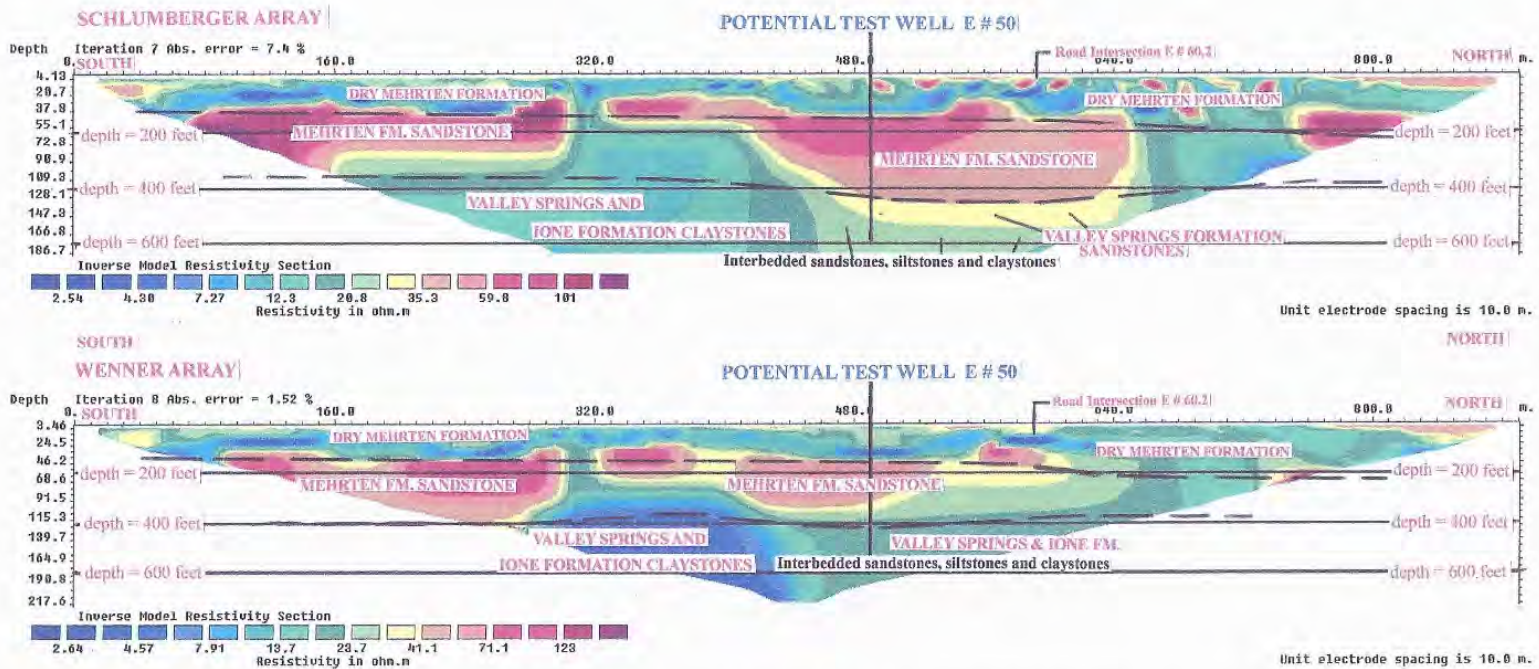 SCHLUMBERGER ARRAY
POTENTIAL TEST WELL E # 50
Depth Iteration 7 Abs. error = 7.4 %
Road Intersection E # 60.2
0. SOUTH 160.0 320.0 480.0 640.0 800.0 NORTH m.
4.13
20.7
37.8
55.1
72.8
90.9
109.3
128.1
147.8
166.8
186.7
DRY MEHRTEN FORMATION
DRY MEHRTEN FORMATION
depth = 200 feet
MEHRTEN FM. SANDSTONE
depth = 200 feet
MEHRTEN FM. SANDSTONE
depth = 400 feet
depth = 400 feet
VALLEY SPRINGS AND
IONE FORMATION CLAYSTONES
VALLEY SPRINGS FORMATION
SANDSTONES
depth = 600 feet
depth = 600 feet
Interbedded sandstones, siltstones and claystones
Inverse Model Resistivity Section
2.54 4.30 7.27 12.3 20.8 35.3 59.8 101
Resistivity in ohm.m
Unit electrode spacing is 10.0 m.
SOUTH
NORTH
WENNER ARRAY
POTENTIAL TEST WELL E # 50
Depth Iteration 8 Abs. error = 1.52 %
Road Intersection E # 60.2
0. SOUTH 160.0 320.0 480.0 640.0 800.0 NORTH m.
3.46
24.5
46.2
68.6
91.5
115.3
139.7
164.9
190.8
217.6
DRY MEHRTEN FORMATION
DRY MEHRTEN FORMATION
depth = 200 feet
MEHRTEN FM. SANDSTONE
MEHRTEN FM. SANDSTONE
depth = 200 feet
depth = 400 feet
depth = 400 feet
VALLEY SPRINGS AND
VALLEY SPRINGS & IONE FM.
IONE FORMATION CLAYSTONES
Interbedded sandstones, siltstones and claystones
depth = 600 feet
depth = 600 feet
Inverse Model Resistivity Section
2.64 4.57 7.91 13.7 23.7 41.1 71.1 123
Resistivity in ohm.m
Unit electrode spacing is 10.0 m.